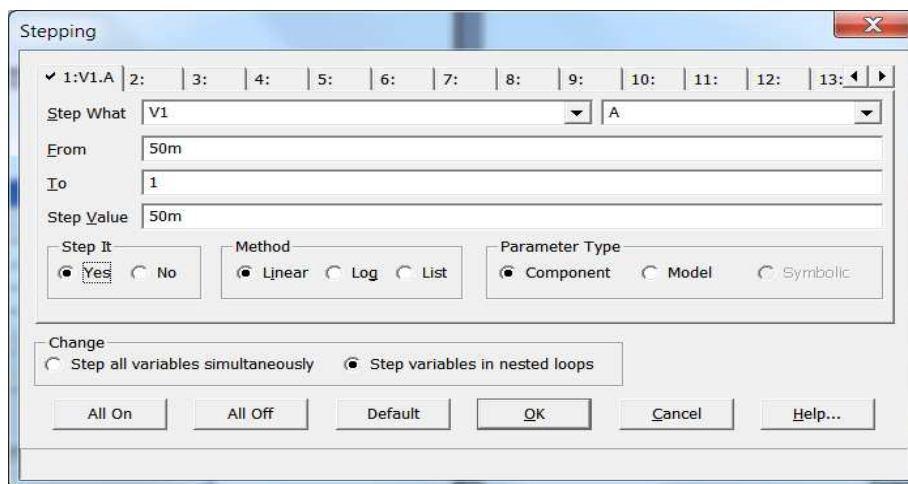 Stepping
1:V1.A 2: 3: 4: 5: 6: 7: 8: 9: 10: 11: 12: 13:
Step What V1 A
From 50m
To 1
Step Value 50m
Step It Method Parameter Type
Yes No Linear Log List Component Model Symbolic
Change
Step all variables simultaneously Step variables in nested loops
All On All Off Default OK Cancel Help...